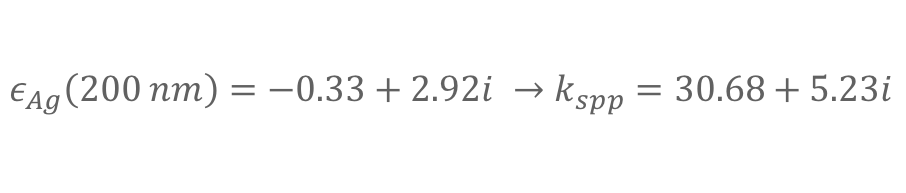 ϵ_Ag(200 nm) = −0.33 + 2.92i → k_spp = 30.68 + 5.23i